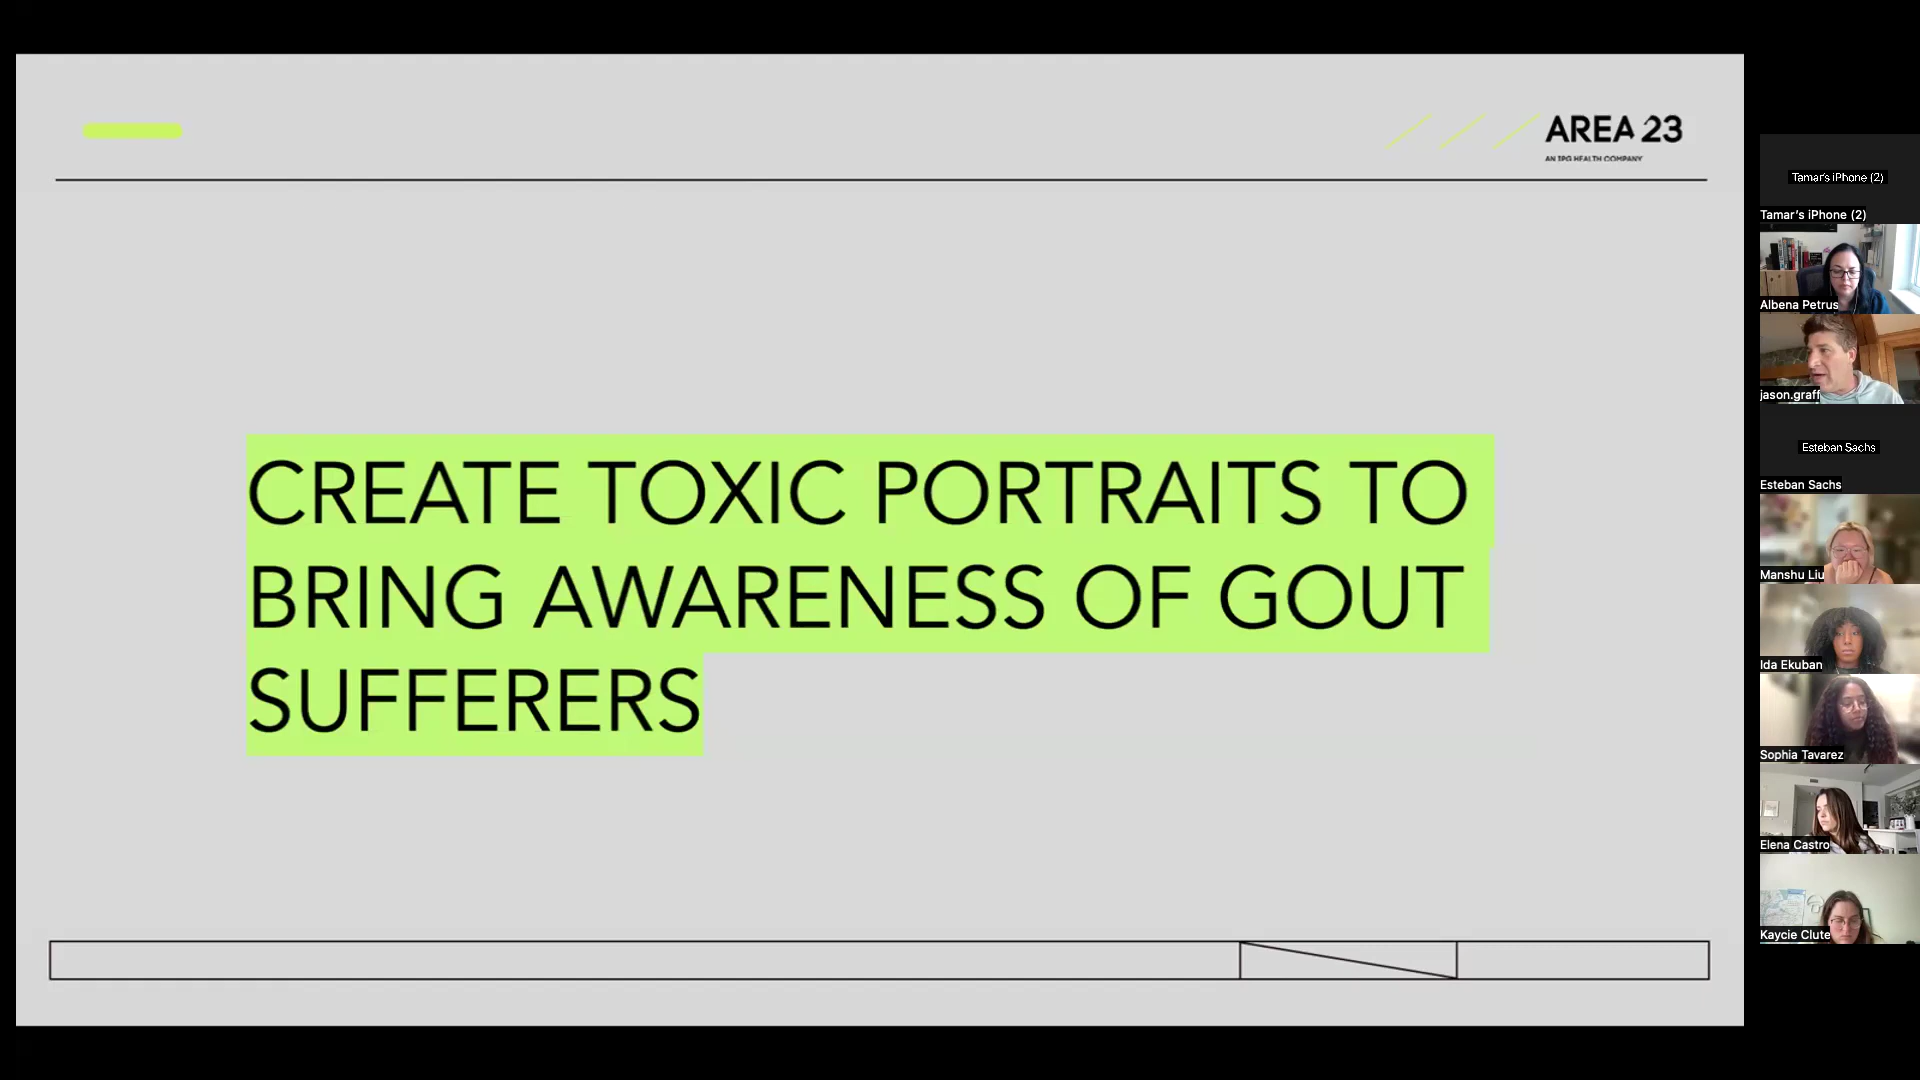 AREA 23
AN IPG HEALTH COMPANY
CREATE TOXIC PORTRAITS TO
BRING AWARENESS OF GOUT
SUFFERERS
Tamar's iPhone (2)
Tamar's iPhone (2)
Albena Petrus
jason.graff
Esteban Sachs
Esteban Sachs
Manshu Liu
Ida Ekuban
Sophia Tavarez
Elena Castro
Kaycie Clute